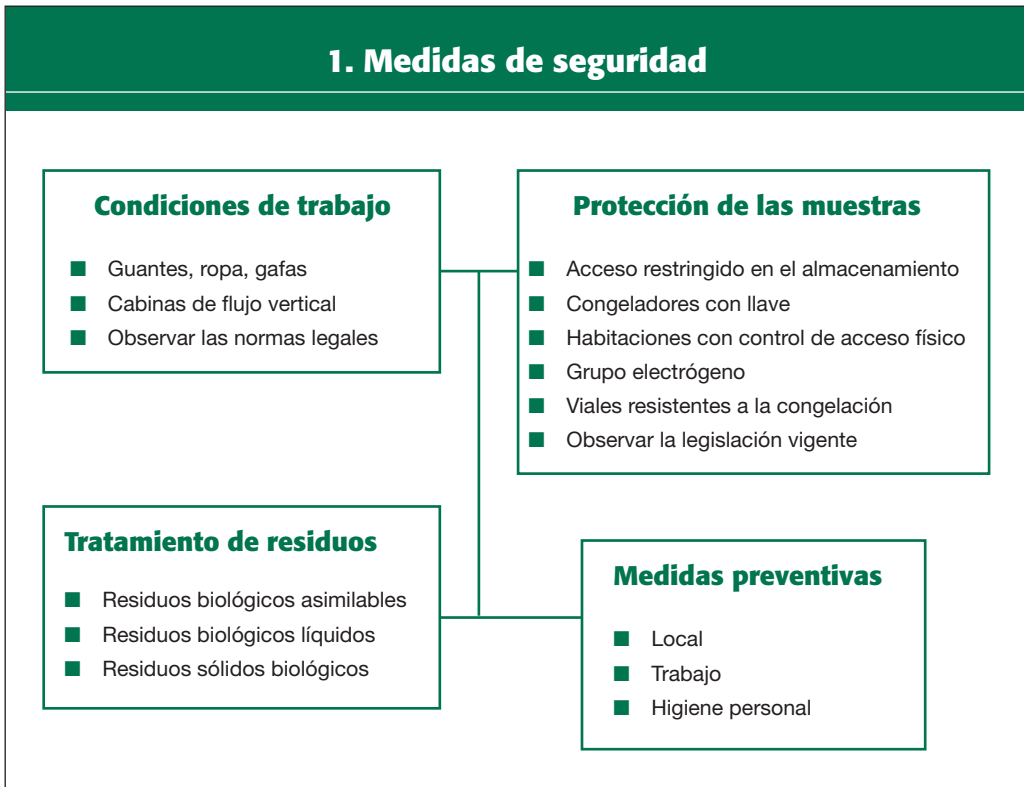 1. Medidas de seguridad
Condiciones de trabajo
Guantes, ropa, gafas
Cabinas de flujo vertical
Observar las normas legales
Protección de las muestras
Acceso restringido en el almacenamiento
Congeladores con llave
Habitaciones con control de acceso físico
Grupo electrógeno
Viales resistentes a la congelación
Observar la legislación vigente
Tratamiento de residuos
Residuos biológicos asimilables
Residuos biológicos líquidos
Residuos sólidos biológicos
Medidas preventivas
Local
Trabajo
Higiene personal